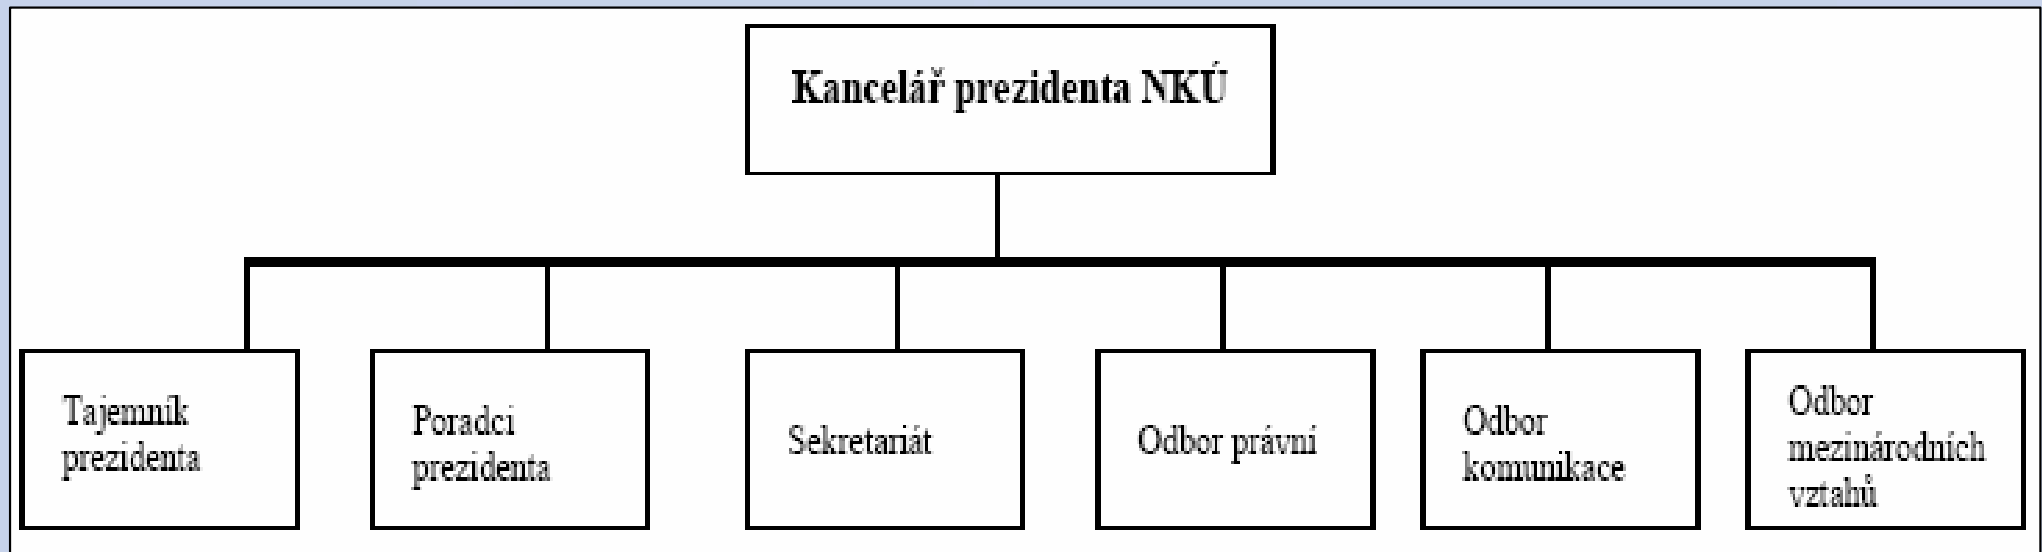 Kancelář prezidenta NKÚ
Tajemník
prezidenta
Poradci
prezidenta
Sekretariát
Odbor právní
Odbor
komunikace
Odbor
mezinárodních
vztahů